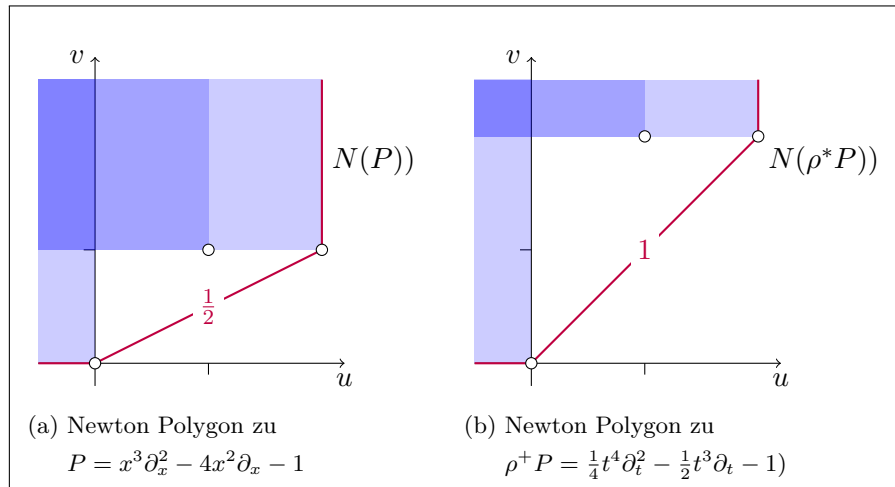 v
N(P))
1/2
u
(a) Newton Polygon zu
P = x³∂ₓ² − 4x²∂ₓ − 1
v
N(ρ*P))
1
u
(b) Newton Polygon zu
ρ⁺P = ¼t⁴∂ₜ² − ½t³∂ₜ − 1)